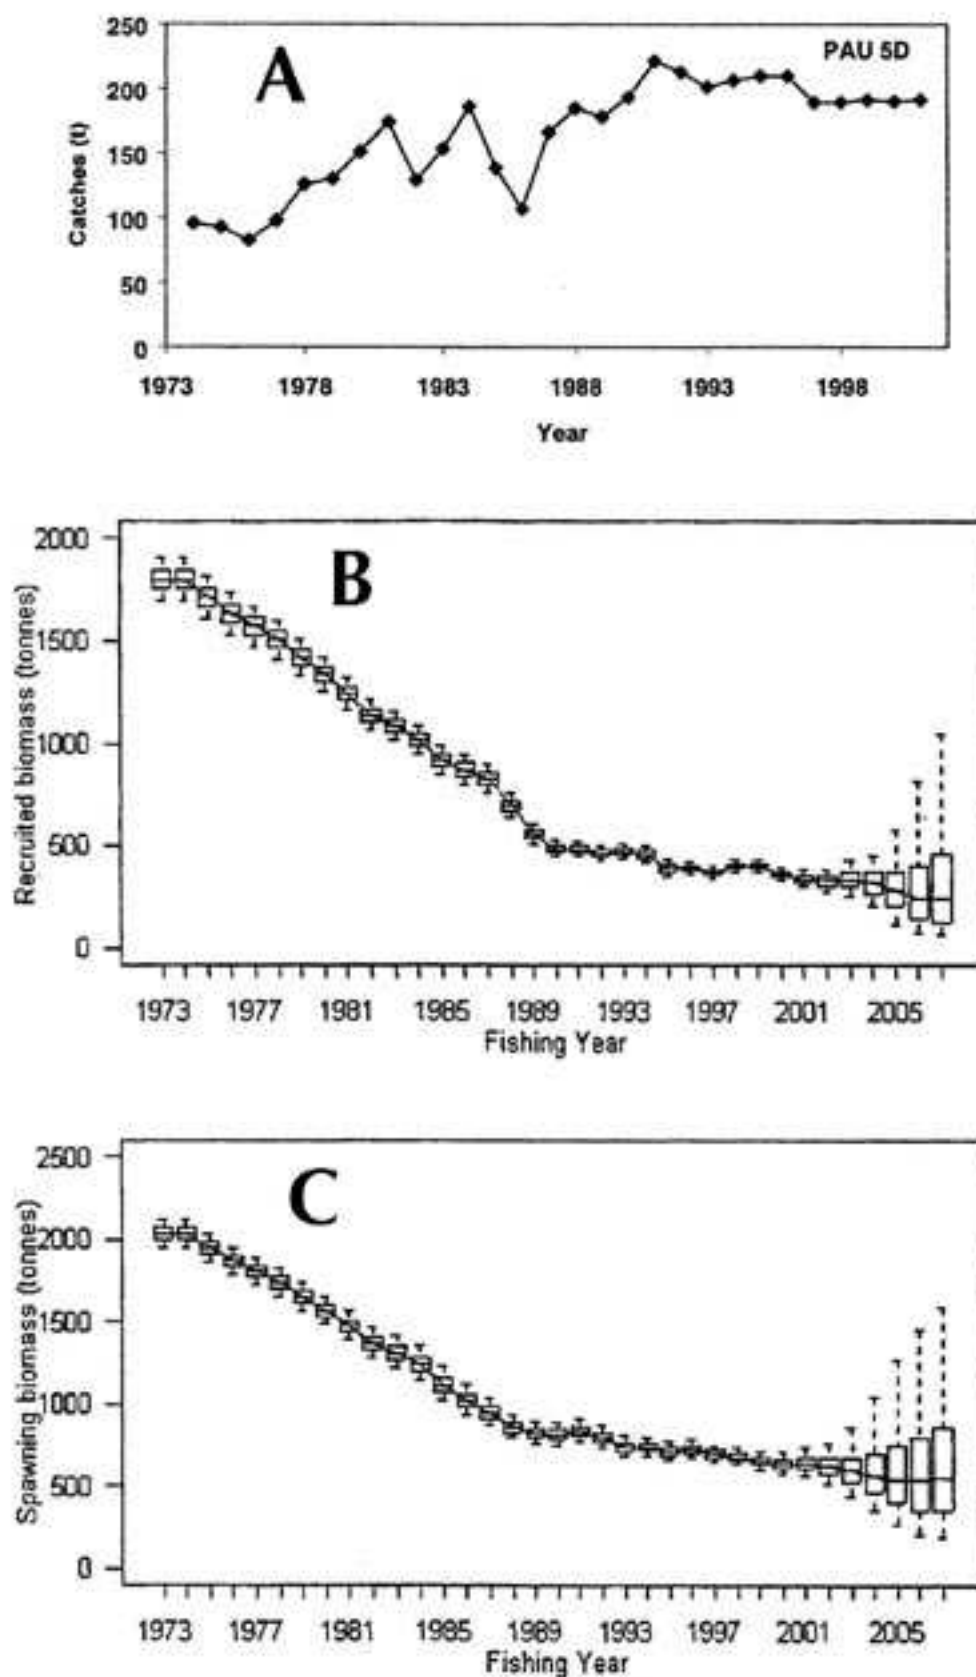 250
200
150
100
50
0
A
PAU 5D
Catches (t)
1973 1978 1983 1988 1993 1998
Year
2000
1500
1000
500
0
B
Recruited biomass (tonnes)
1973 1977 1981 1985 1989 1993 1997 2001 2005
Fishing Year
2500
2000
1500
1000
500
0
C
Spawning biomass (tonnes)
1973 1977 1981 1985 1989 1993 1997 2001 2005
Fishing Year